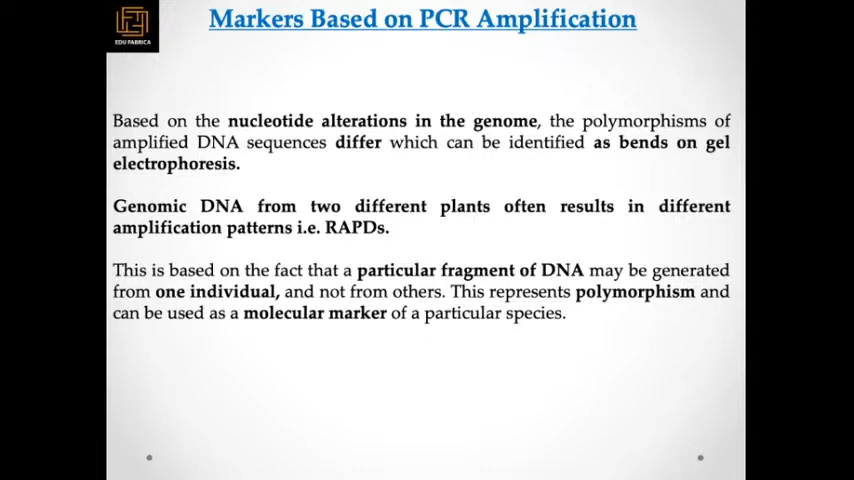 EDU FABRICA
Markers Based on PCR Amplification
Based on the nucleotide alterations in the genome, the polymorphisms of
amplified DNA sequences differ which can be identified as bends on gel
electrophoresis.
Genomic DNA from two different plants often results in different
amplification patterns i.e. RAPDs.
This is based on the fact that a particular fragment of DNA may be generated
from one individual, and not from others. This represents polymorphism and
can be used as a molecular marker of a particular species.